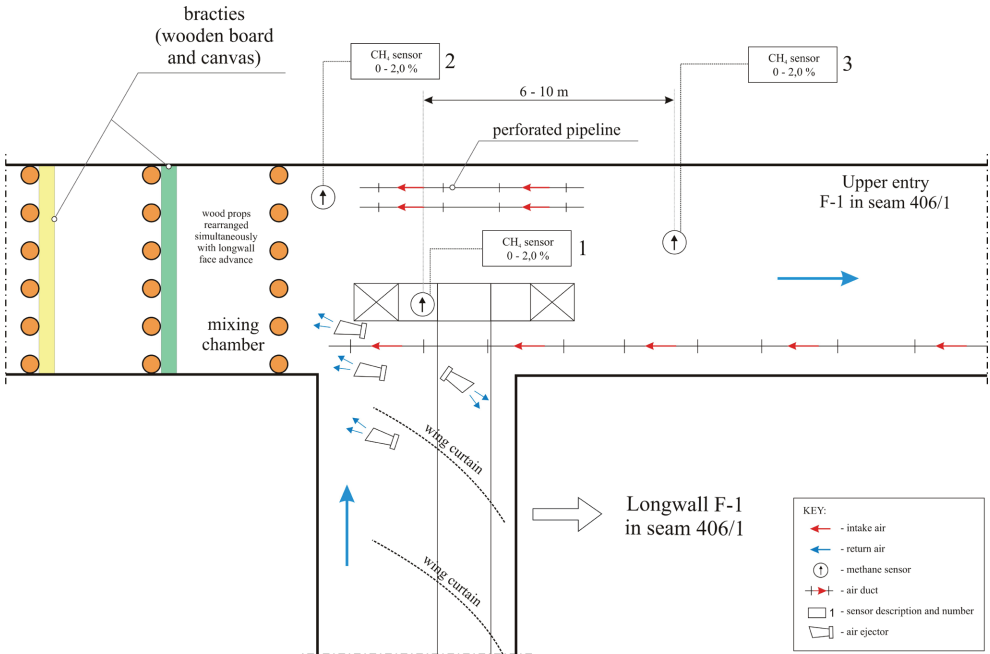 bracties
(wooden board
and canvas)
CH₄ sensor
0 - 2,0 %
2
CH₄ sensor
0 - 2,0 %
3
6 - 10 m
perforated pipeline
Upper entry
F-1 in seam 406/1
wood props
rearranged
simultaneously
with longwall
face advance
CH₄ sensor
0 - 2,0 %
1
mixing
chamber
wing curtain
wing curtain
Longwall F-1
in seam 406/1
KEY:
- intake air
- return air
- methane sensor
- air duct
1 - sensor description and number
- air ejector